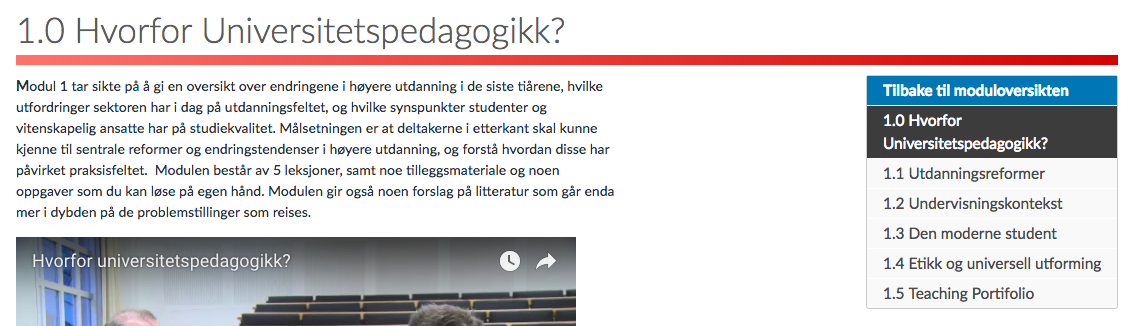 1.0 Hvorfor Universitetspedagogikk?
Modul 1 tar sikte på å gi en oversikt over endringene i høyere utdanning i de siste tiårene, hvilke
utfordringer sektoren har i dag på utdanningsfeltet, og hvilke synspunkter studenter og
vitenskapelig ansatte har på studiekvalitet. Målsetningen er at deltakerne i etterkant skal kunne
kjenne til sentrale reformer og endringstendenser i høyere utdanning, og forstå hvordan disse har
påvirket praksisfeltet. Modulen består av 5 leksjoner, samt noe tilleggsmateriale og noen
oppgaver som du kan løse på egen hånd. Modulen gir også noen forslag på litteratur som går enda
mer i dybden på de problemstillinger som reises.
Hvorfor universitetspedagogikk?
Tilbake til moduloversikten
1.0 Hvorfor
Universitetspedagogikk?
1.1 Utdanningsreformer
1.2 Undervisningskontekst
1.3 Den moderne student
1.4 Etikk og universell utforming
1.5 Teaching Portifolio